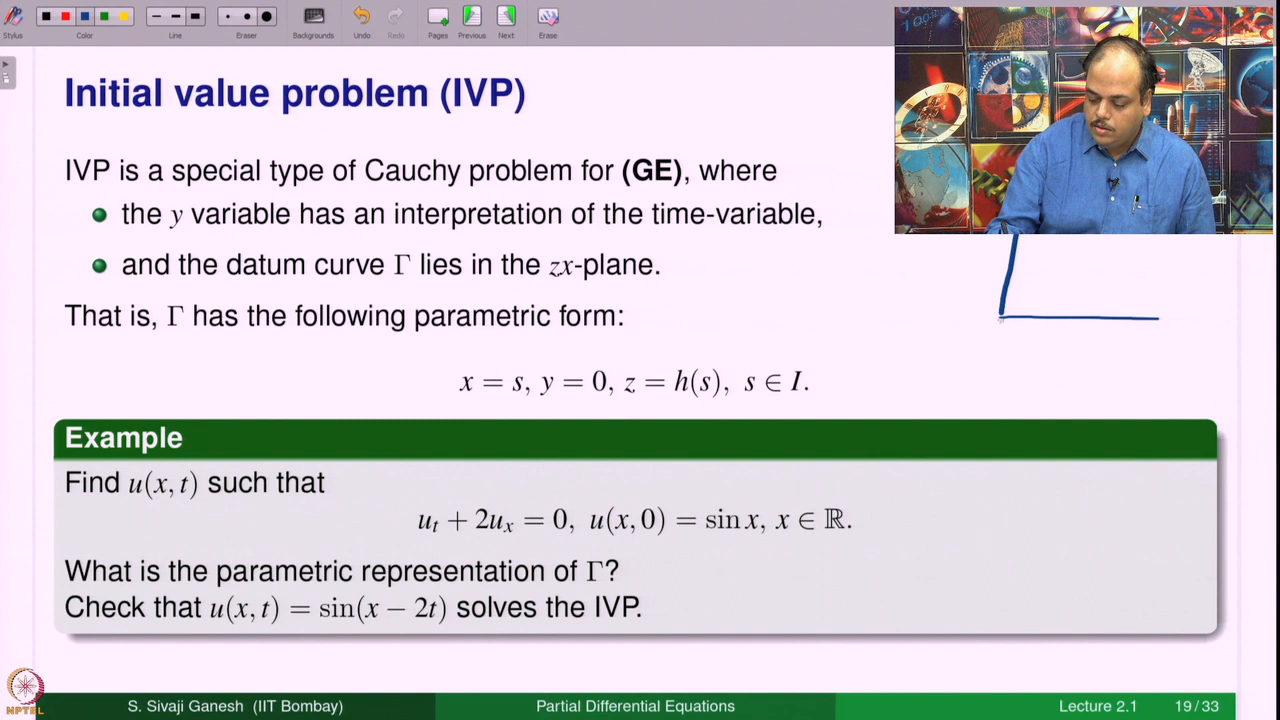 Stylus
Color
Line
Eraser
Backgrounds
Undo
Redo
Pages
Previous
Next
Erase
Initial value problem (IVP)
IVP is a special type of Cauchy problem for (GE), where
the y variable has an interpretation of the time-variable,
and the datum curve Γ lies in the zx-plane.
That is, Γ has the following parametric form:
x = s, y = 0, z = h(s), s ∈ I.
Example
Find u(x, t) such that
u_t + 2u_x = 0, u(x, 0) = sin x, x ∈ ℝ.
What is the parametric representation of Γ?
Check that u(x, t) = sin(x − 2t) solves the IVP.
NPTEL
S. Sivaji Ganesh (IIT Bombay) Partial Differential Equations Lecture 2.1 19 / 33